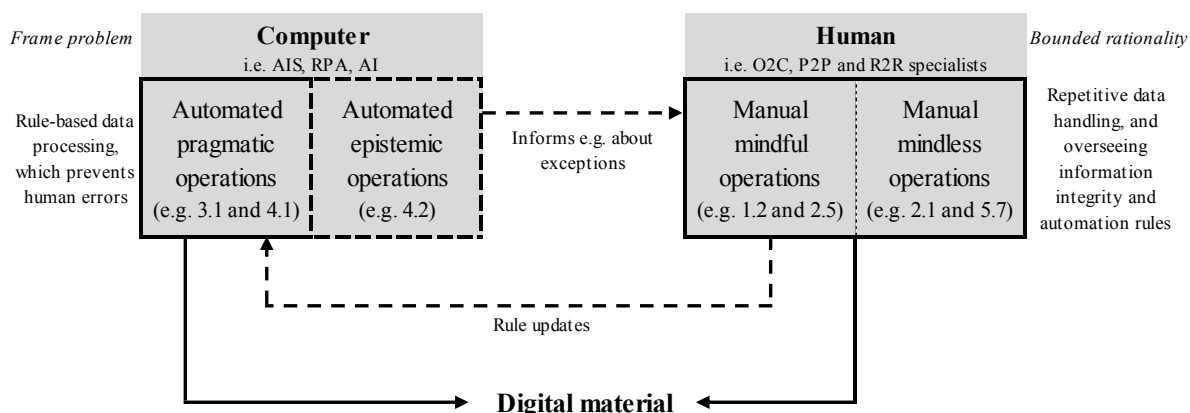 Frame problem
Computer
i.e. AIS, RPA, AI
Human
i.e. O2C, P2P and R2R specialists
Bounded rationality
Rule-based data
processing,
which prevents
human errors
Automated
pragmatic
operations
(e.g. 3.1 and 4.1)
Automated
epistemic
operations
(e.g. 4.2)
Informs e.g. about
exceptions
Manual
mindful
operations
(e.g. 1.2 and 2.5)
Manual
mindless
operations
(e.g. 2.1 and 5.7)
Repetitive data
handling, and
overseeing
information
integrity and
automation rules
Rule updates
Digital material